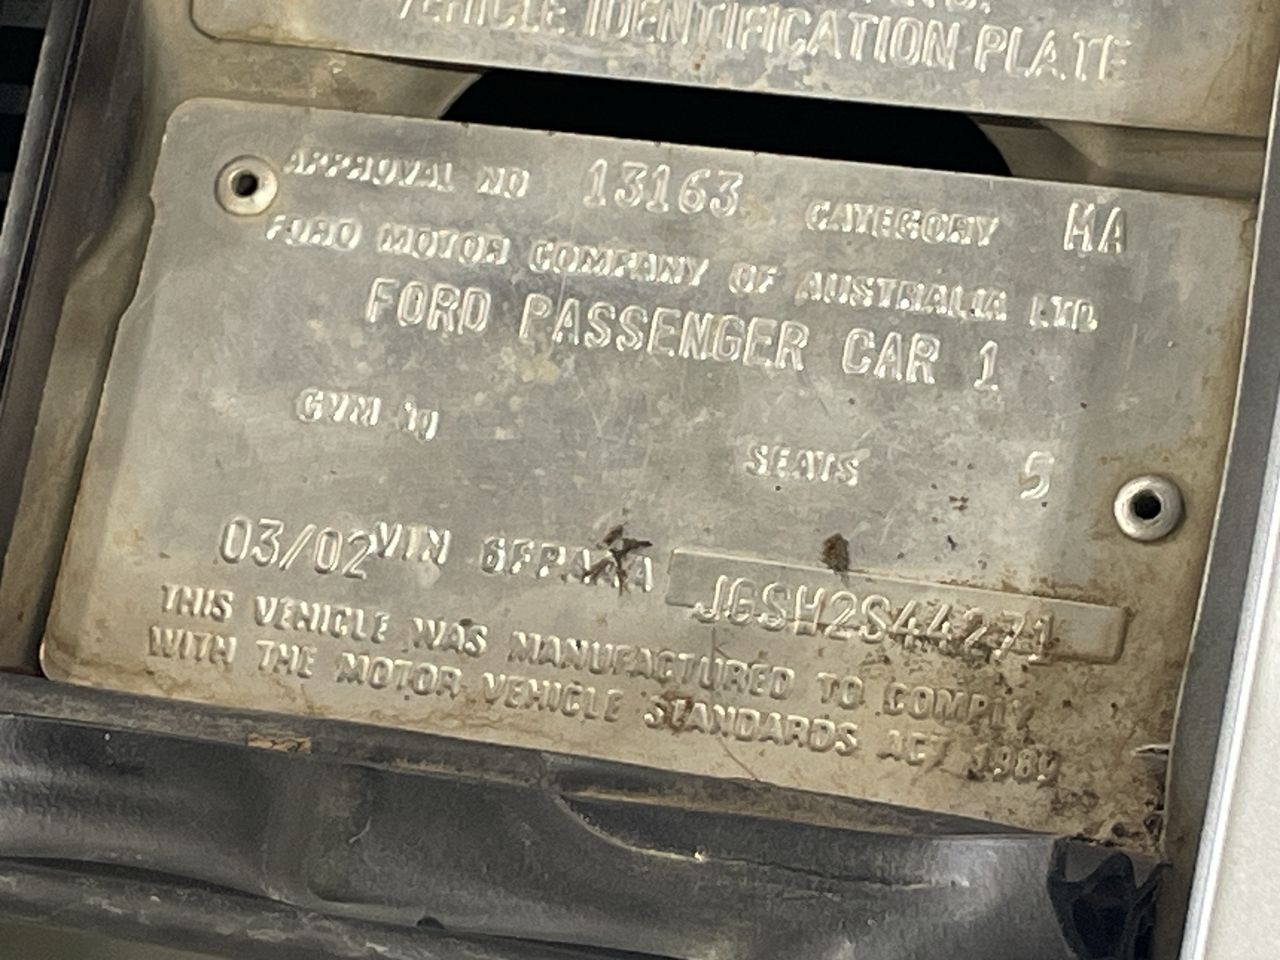 VEHICLE IDENTIFICATION PLATE
APPROVAL NO 13163 CATEGORY MA
FORD MOTOR COMPANY OF AUSTRALIA LTD
FORD PASSENGER CAR 1
GVM SEATS 5
03/02 VIN 6FPAAA JGSH2S44271
THIS VEHICLE WAS MANUFACTURED TO COMPLY
WITH THE MOTOR VEHICLE STANDARDS ACT 1989